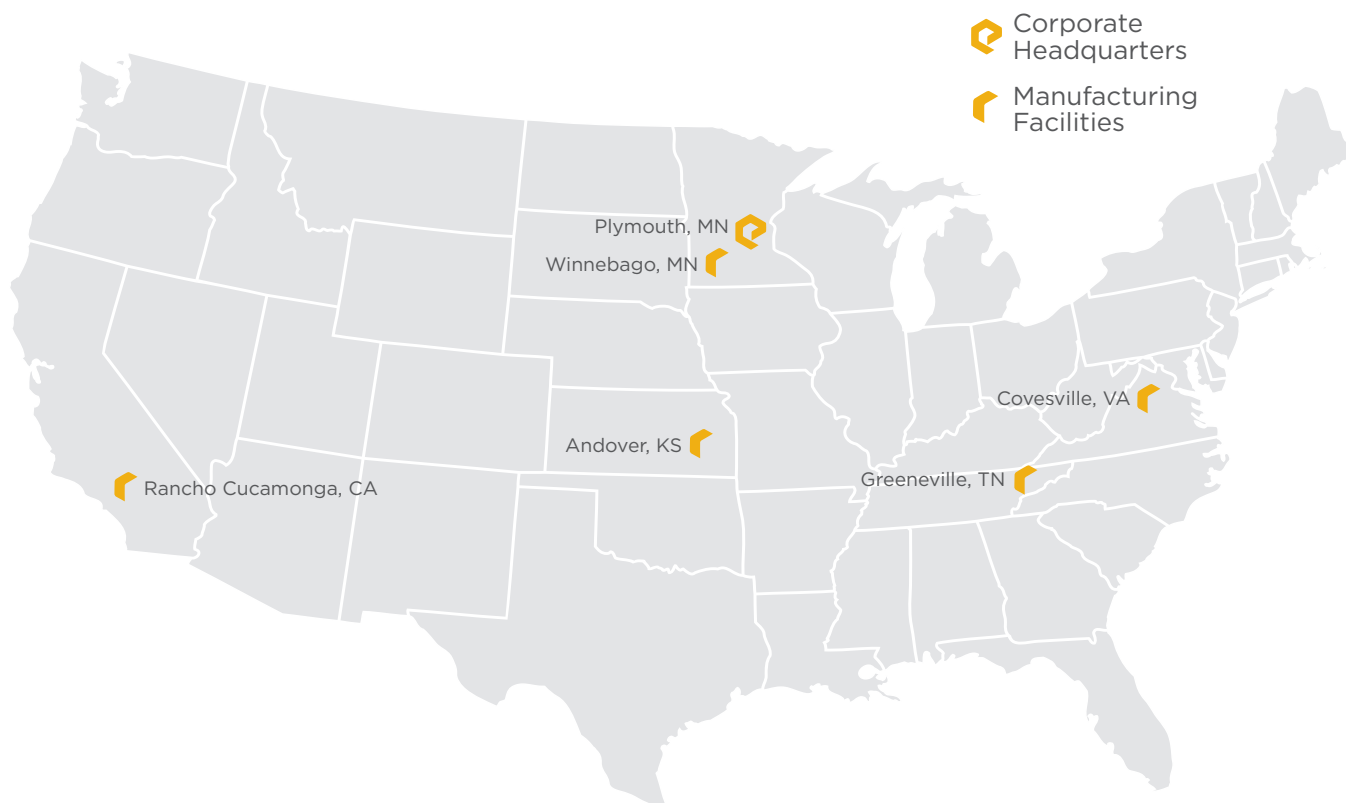 Corporate
Headquarters
Manufacturing
Facilities
Plymouth, MN
Winnebago, MN
Covesville, VA
Andover, KS
Greeneville, TN
Rancho Cucamonga, CA